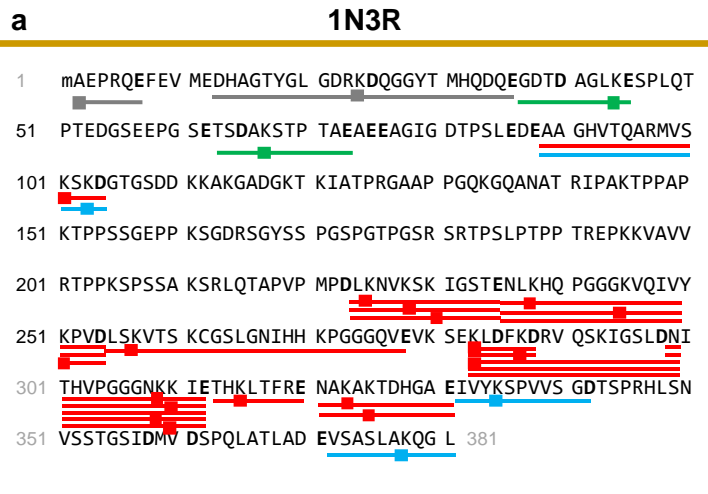 a
1N3R
1 mAEPRQEFEV MEDHAGTYGL GDRKDQGGYT MHQDQEGDTD AGLKESPLQT
51 PTEDGSEEPG SETSDAKSTP TAEAEEAGIG DTPSLEDEAA GHVTQARMVS
101 KSKDGTGSDD KKAKGADGKT KIATPRGAAP PGQKGQANAT RIPAKTPPAP
151 KTPPSSGEPP KSGDRSGYSS PGSPGTPGSR SRTPSLPTPP TREPKKVAVV
201 RTPPKSPSSA KSRLQTAPVP MPDLKNVKSK IGSTENLKHQ PGGGKVQIVY
251 KPVDLSKVTS KCGSLGNIHH KPGGGQVEVK SEKLDFKDRV QSKIGSLDNI
301 THVPGGGNKK IETHKLTFRE NAKAKTDHGA EIVYKSPVVS GDTSPRHLSN
351 VSSTGSIDMV DSPQLATLAD EVSASLAKQG L 381